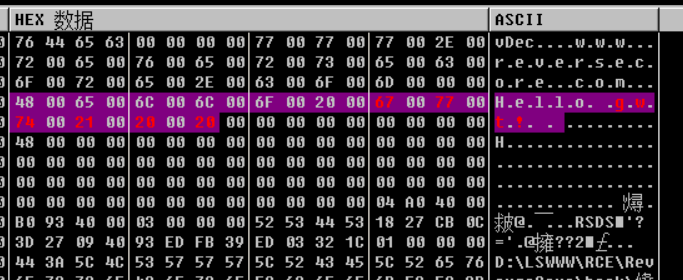 HEX 数据 ASCII
76 44 65 63 00 00 00 00 77 00 77 00 77 00 2E 00 vDec....w.w.w...
72 00 65 00 76 00 65 00 72 00 73 00 65 00 63 00 r.e.v.e.r.s.e.c.
6F 00 72 00 65 00 2E 00 63 00 6F 00 6D 00 00 00 o.r.e...c.o.m...
48 00 65 00 6C 00 6C 00 6F 00 20 00 67 00 77 00 H.e.l.l.o. .g.w.
74 00 21 00 20 00 20 00 00 00 00 00 00 00 00 00 t.!. . .........
48 00 00 00 00 00 00 00 00 00 00 00 00 00 00 00 H...............
00 00 00 00 00 00 00 00 00 00 00 00 00 00 00 00 ................
00 00 00 00 00 00 00 00 00 00 00 00 00 00 00 00 ................
00 00 00 00 00 00 00 00 00 00 00 00 04 A0 40 00
B0 93 40 00 03 00 00 00 52 53 44 53 18 27 CB 0C
3D 27 09 40 93 ED FB 39 ED 03 32 1C 01 00 00 00
44 3A 5C 4C 53 57 57 57 5C 52 43 45 5C 52 65 76 D:\LSWWW\RCE\Rev